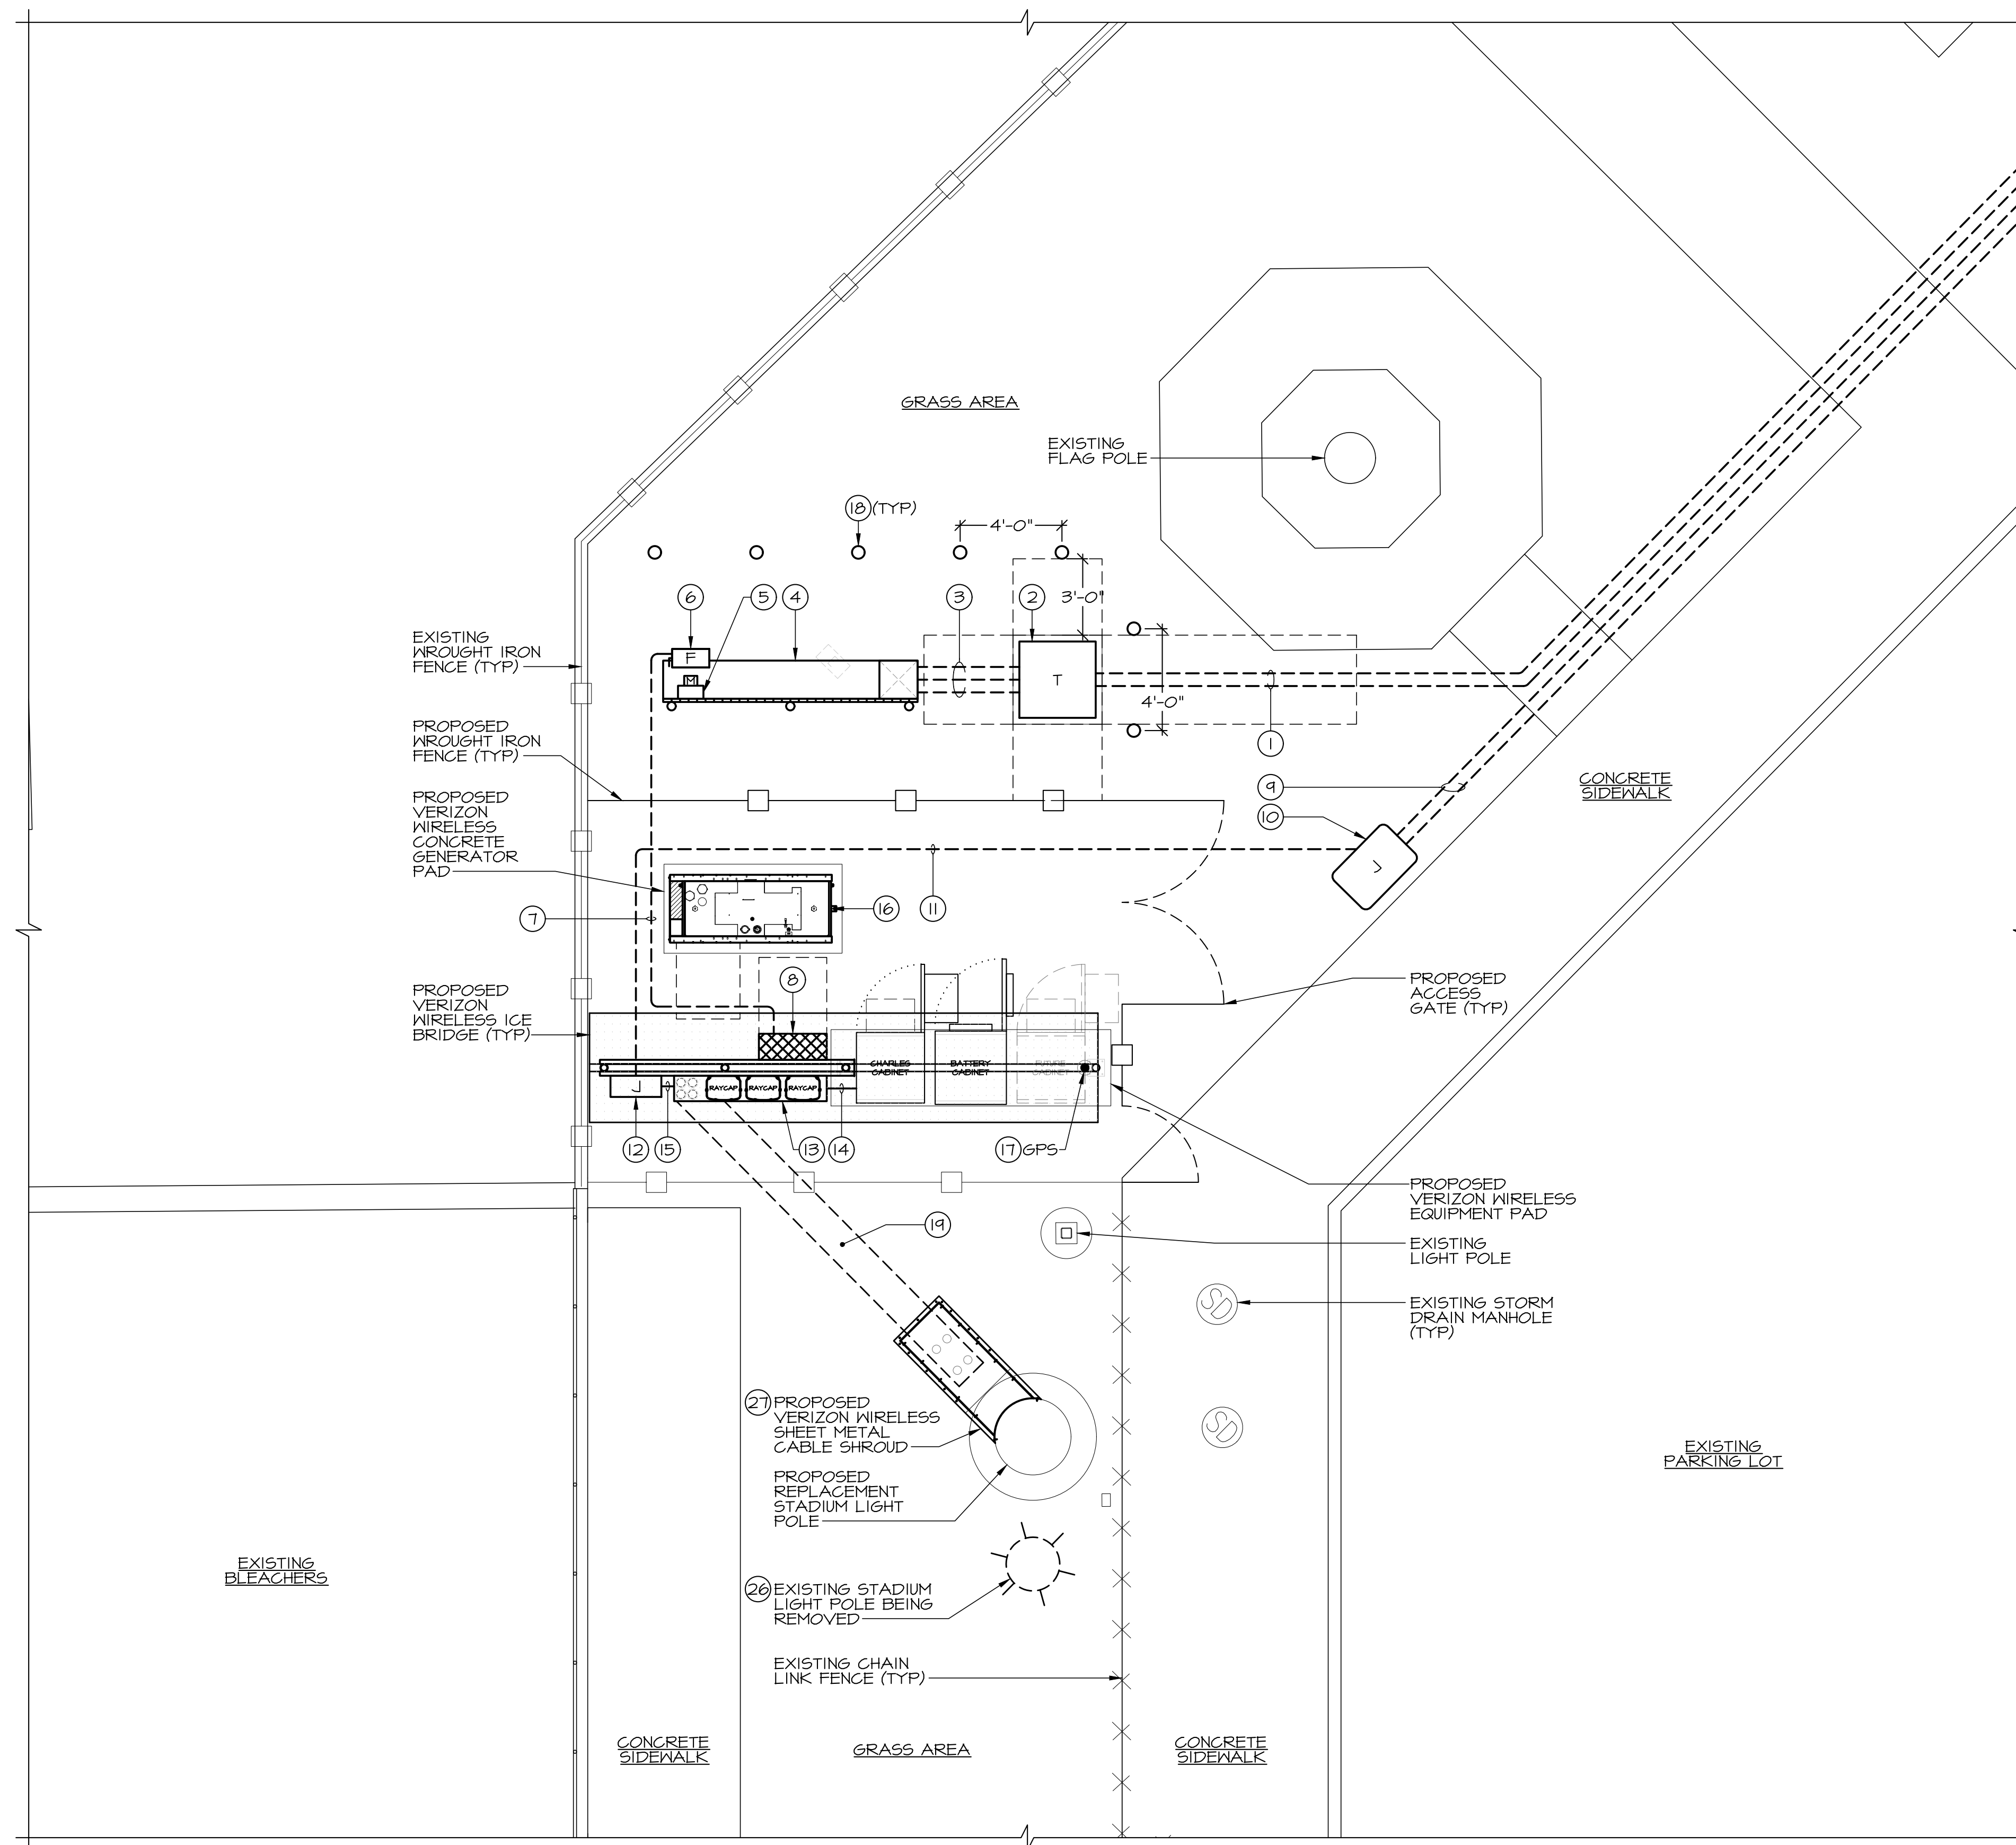 GRASS AREA
EXISTING
FLAG POLE
18 (TYP)
4'-0"
6
5
4
3
2
3'-0"
EXISTING
WROUGHT IRON
FENCE (TYP)
F
M
T
4'-0"
1
PROPOSED
WROUGHT IRON
FENCE (TYP)
9
10
CONCRETE
SIDEWALK
PROPOSED
VERIZON
WIRELESS
CONCRETE
GENERATOR
PAD
J
7
16
11
8
PROPOSED
VERIZON
WIRELESS ICE
BRIDGE (TYP)
PROPOSED
ACCESS
GATE (TYP)
CHARLES
CABINET
BATTERY
CABINET
FUTURE
CABINET
J
RAYCAP
RAYCAP
RAYCAP
12
15
13
14
17 GPS
PROPOSED
VERIZON WIRELESS
EQUIPMENT PAD
19
EXISTING
LIGHT POLE
SD
EXISTING STORM
DRAIN MANHOLE
(TYP)
27 PROPOSED
VERIZON WIRELESS
SHEET METAL
CABLE SHROUD
SD
EXISTING
PARKING LOT
PROPOSED
REPLACEMENT
STADIUM LIGHT
POLE
EXISTING
BLEACHERS
26 EXISTING STADIUM
LIGHT POLE BEING
REMOVED
EXISTING CHAIN
LINK FENCE (TYP)
CONCRETE
SIDEWALK
GRASS AREA
CONCRETE
SIDEWALK